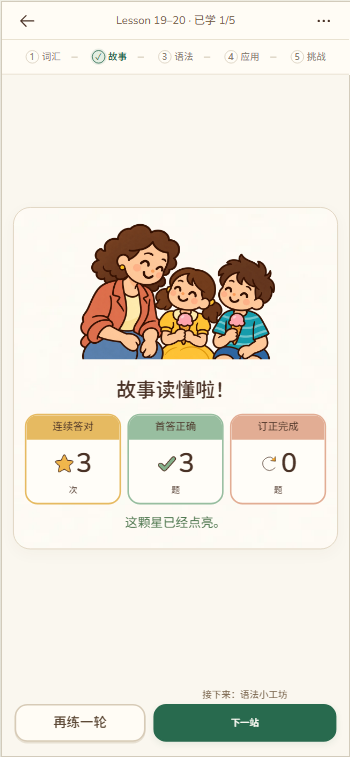 Lesson 19–20 · 已学 1/5
1 词汇 — 故事 — 3 语法 — 4 应用 — 5 挑战
故事读懂啦！
连续答对 首答正确 订正完成
3 3 0
次 题 题
这颗星已经点亮。
接下来：语法小工坊
再练一轮 下一站